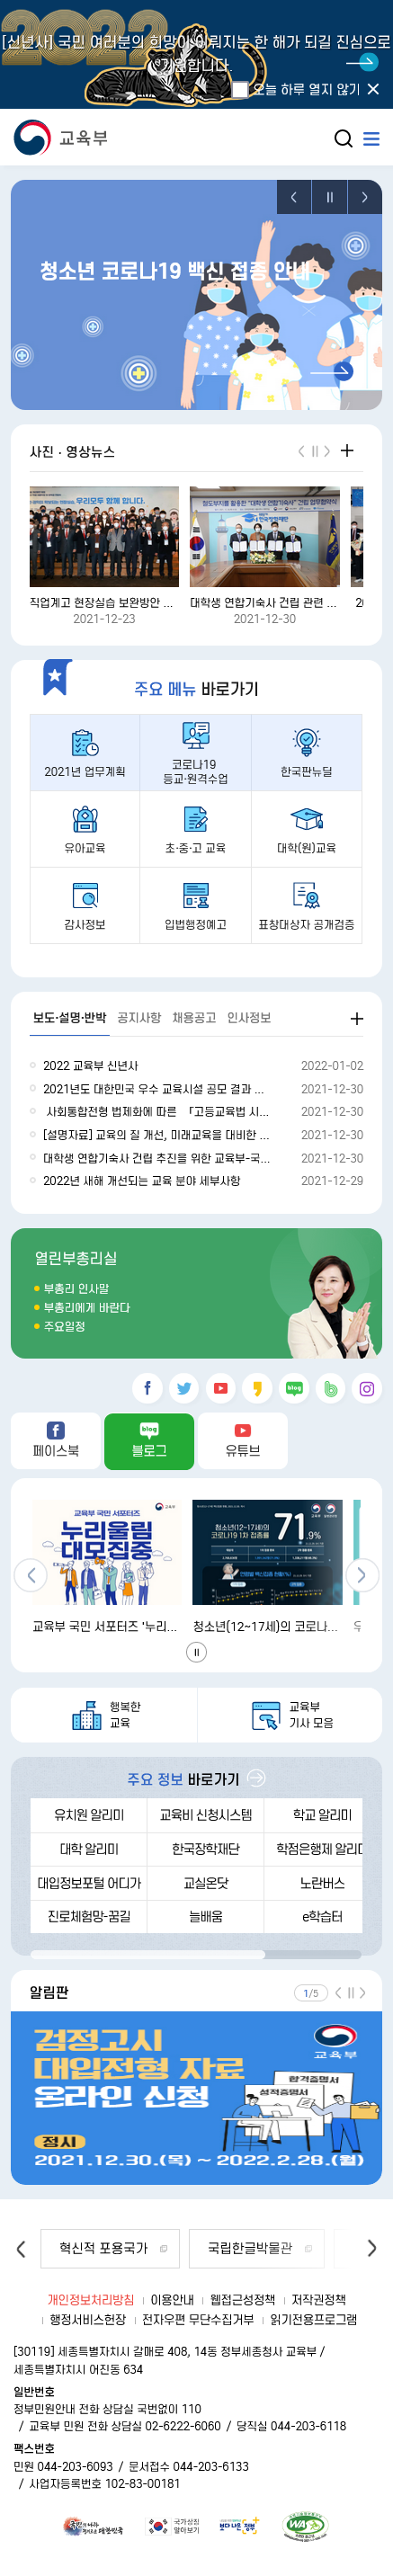 [신년사] 국민 여러분의 희망이 이뤄지는 한 해가 되길 진심으로
기원합니다.
오늘 하루 열지 않기
교육부
청소년 코로나19 백신 접종 안내
사진 · 영상뉴스
직업계고 현장실습 보완방안 ...
2021-12-23
대학생 연합기숙사 건립 관련 ...
2021-12-30
주요 메뉴 바로가기
2021년 업무계획
코로나19
등교·원격수업
한국판뉴딜
유아교육
초·중·고 교육
대학(원)교육
감사정보
입법행정예고
표창대상자 공개검증
보도·설명·반박
공지사항
채용공고
인사정보
2022 교육부 신년사
2022-01-02
2021년도 대한민국 우수 교육시설 공모 결과 ...
2021-12-30
사회통합전형 법제화에 따른 「고등교육법 시...
2021-12-30
[설명자료] 교육의 질 개선, 미래교육을 대비한 ...
2021-12-30
대학생 연합기숙사 건립 추진을 위한 교육부-국...
2021-12-30
2022년 새해 개선되는 교육 분야 세부사항
2021-12-29
열린부총리실
부총리 인사말
부총리에게 바란다
주요일정
페이스북
블로그
유튜브
교육부 국민 서포터즈
누리울림
대모집중
청소년(12~17세)의
코로나19 1차 접종률
71.9%
교육부 국민 서포터즈 '누리...
청소년(12~17세)의 코로나...
행복한
교육
교육부
기사 모음
주요 정보 바로가기
유치원 알리미
교육비 신청시스템
학교 알리미
대학 알리미
한국장학재단
학점은행제 알리미
대입정보포털 어디가
교실온닷
노란버스
진로체험망-꿈길
늘배움
e학습터
알림판
1/5
검정고시
대입전형 자료
온라인 신청
교육부
합격증명서
성적증명서
정시
2021.12.30.(목) ~ 2022.2.28.(월)
혁신적 포용국가
국립한글박물관
개인정보처리방침
이용안내
웹접근성정책
저작권정책
행정서비스헌장
전자우편 무단수집거부
읽기전용프로그램
[30119] 세종특별자치시 갈매로 408, 14동 정부세종청사 교육부 /
세종특별자치시 어진동 634
일반번호
정부민원안내 전화 상담실 국번없이 110
/ 교육부 민원 전화 상담실 02-6222-6060 / 당직실 044-203-6118
팩스번호
민원 044-203-6093 / 문서접수 044-203-6133
/ 사업자등록번호 102-83-00181
국가상징
알아보기
보다 나은 정부
WA